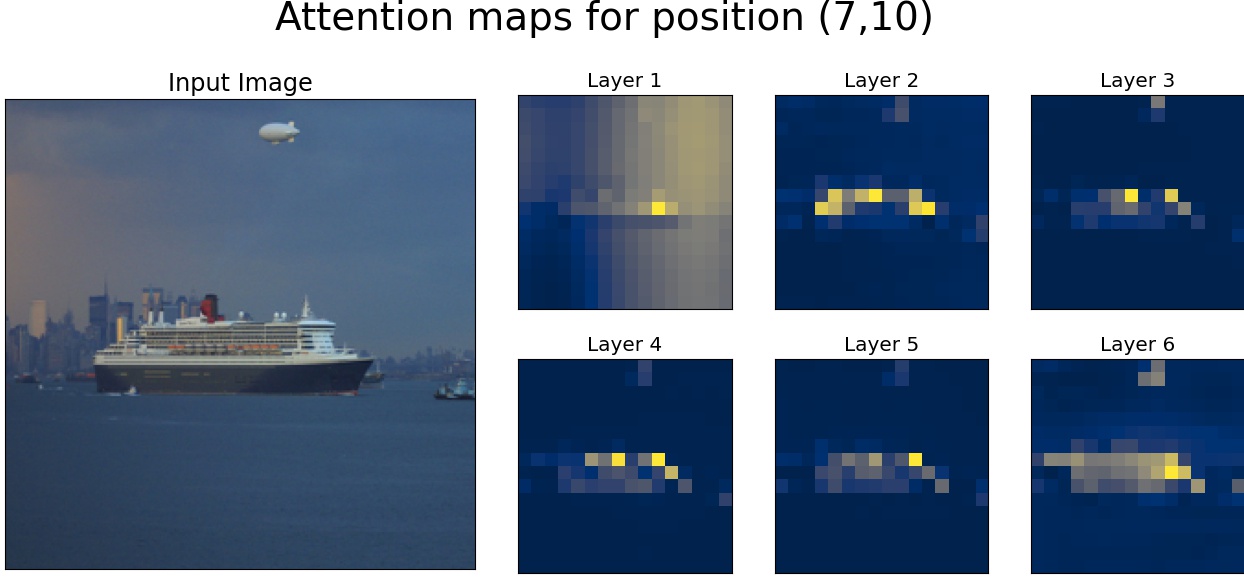 Attention maps for position (7,10)
Input Image
Layer 1
Layer 2
Layer 3
Layer 4
Layer 5
Layer 6